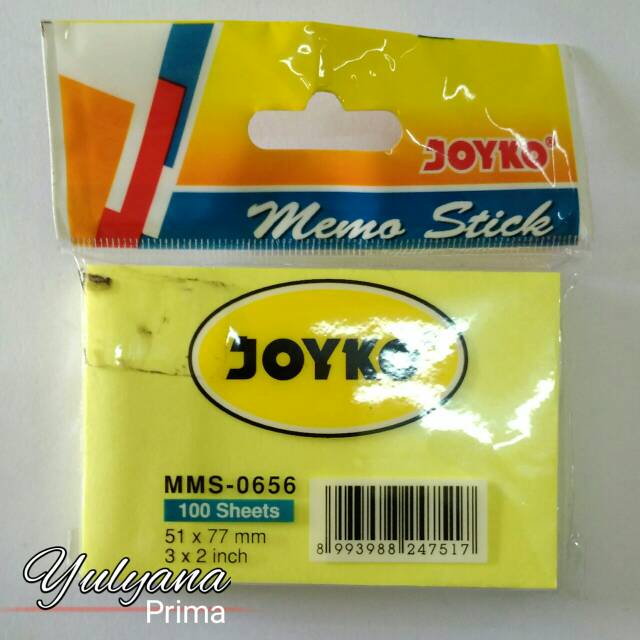 JOYKO®
Memo Stick
JOYKO
MMS-0656
100 Sheets
51 x 77 mm
3 x 2 inch
8 993988 247517
Yulyana
Prima